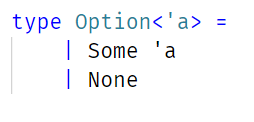 type Option<'a> =
    | Some 'a
    | None